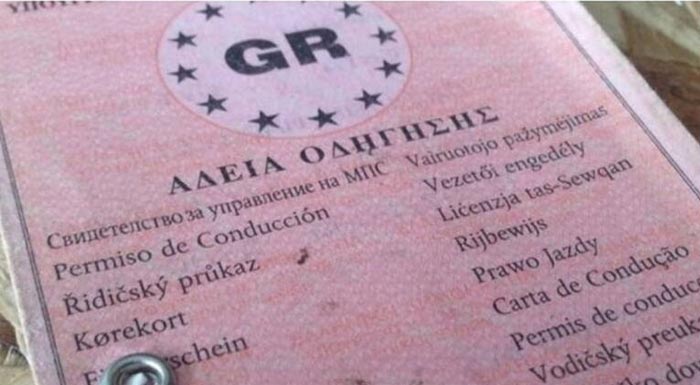 GR
ΑΔΕΙΑ ΟΔΗΓΗΣΗΣ
Свидетелство за управление на МПС
Permiso de Conducción
Řidičský průkaz
Kørekort
Vairuotojo pažymėjimas
Vezetői engedély
Liċenzja tas-Sewqan
Rijbewijs
Prawo Jazdy
Carta de Condução
Permis de conduc
Vodičský preuk